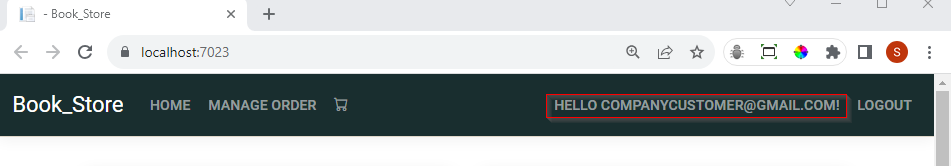 - Book_Store
localhost:7023
S
Book_Store HOME MANAGE ORDER HELLO COMPANYCUSTOMER@GMAIL.COM! LOGOUT